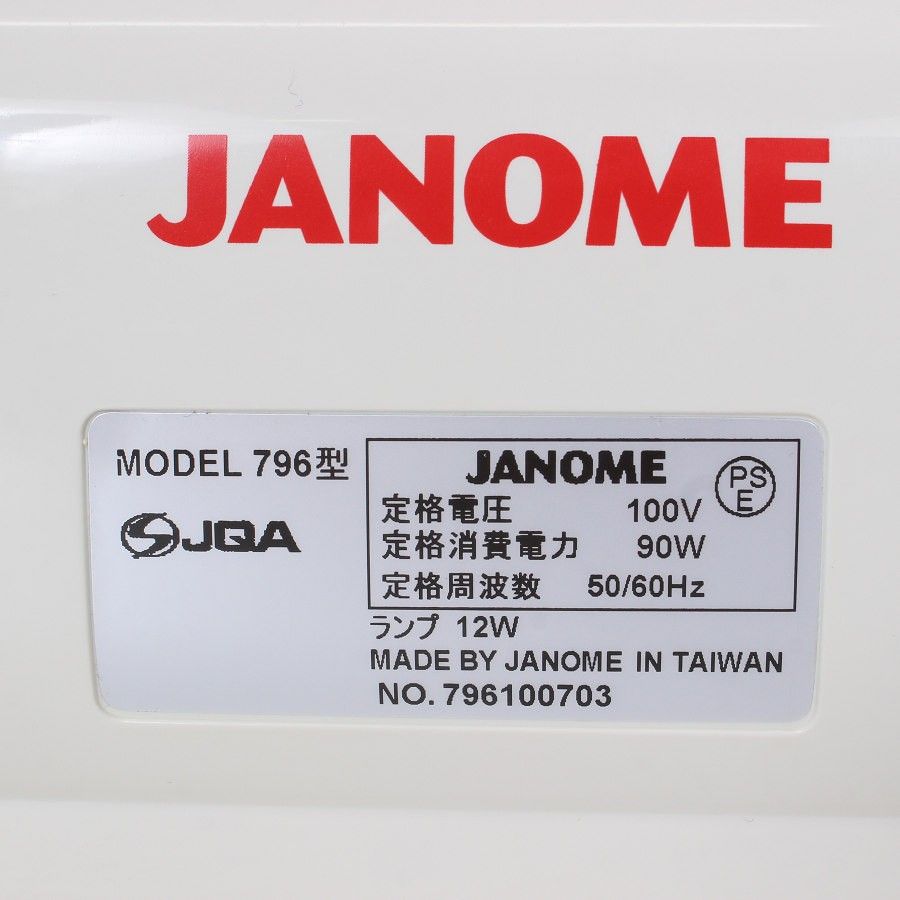 JANOME
MODEL 796型
JQA
JANOME
PS
E
定格電圧 100V
定格消費電力 90W
定格周波数 50/60Hz
ランプ 12W
MADE BY JANOME IN TAIWAN
NO. 796100703